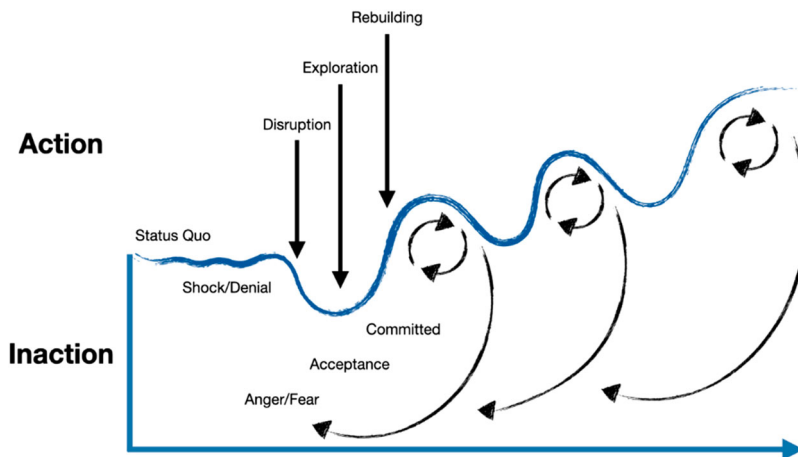 Rebuilding
Exploration
Disruption
Action
Status Quo
Shock/Denial
Committed
Inaction
Acceptance
Anger/Fear